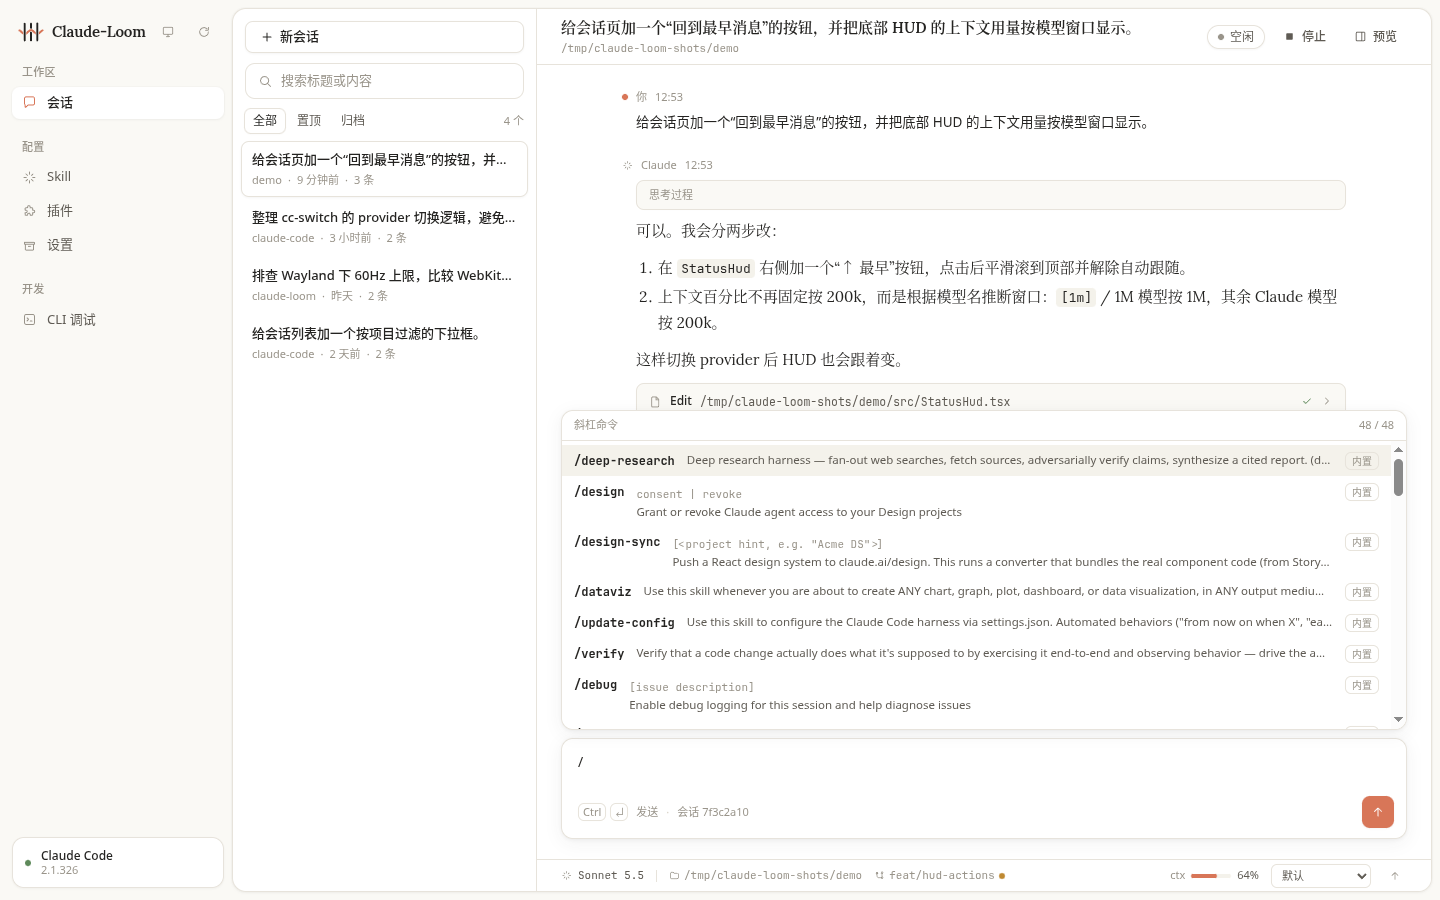 Claude-Loom
工作区
会话
配置
Skill
插件
设置
开发
CLI 调试
Claude Code
2.1.326
新会话
搜索标题或内容
全部 置顶 归档 4 个
给会话页加一个“回到最早消息”的按钮，并...
demo · 9 分钟前 · 3 条
整理 cc-switch 的 provider 切换逻辑，避免...
claude-code · 3 小时前 · 2 条
排查 Wayland 下 60Hz 上限，比较 WebKit...
claude-loom · 昨天 · 2 条
给会话列表加一个按项目过滤的下拉框。
claude-code · 2 天前 · 2 条
给会话页加一个“回到最早消息”的按钮，并把底部 HUD 的上下文用量按模型窗口显示。
/tmp/claude-loom-shots/demo
空闲 停止 预览
你 12:53
给会话页加一个“回到最早消息”的按钮，并把底部 HUD 的上下文用量按模型窗口显示。
Claude 12:53
思考过程
可以。我会分两步改：
1. 在 StatusHud 右侧加一个“↑ 最早”按钮，点击后平滑滚到顶部并解除自动跟随。
2. 上下文百分比不再固定按 200k，而是根据模型名推断窗口：[1m] / 1M 模型按 1M，其余 Claude 模型
按 200k。
这样切换 provider 后 HUD 也会跟着变。
Edit /tmp/claude-loom-shots/demo/src/StatusHud.tsx
斜杠命令 48 / 48
/deep-research Deep research harness — fan-out web searches, fetch sources, adversarially verify claims, synthesize a cited report. (d... 内置
/design consent | revoke 内置
Grant or revoke Claude agent access to your Design projects
/design-sync [<project hint, e.g. "Acme DS">] 内置
Push a React design system to claude.ai/design. This runs a converter that bundles the real component code (from Story...
/dataviz Use this skill whenever you are about to create ANY chart, graph, plot, dashboard, or data visualization, in ANY output mediu... 内置
/update-config Use this skill to configure the Claude Code harness via settings.json. Automated behaviors ("from now on when X", "ea... 内置
/verify Verify that a code change actually does what it's supposed to by exercising it end-to-end and observing behavior — drive the a... 内置
/debug [issue description] 内置
Enable debug logging for this session and help diagnose issues
/
Ctrl ↵ 发送 · 会话 7f3c2a10
Sonnet 5.5 /tmp/claude-loom-shots/demo feat/hud-actions ctx 64% 默认